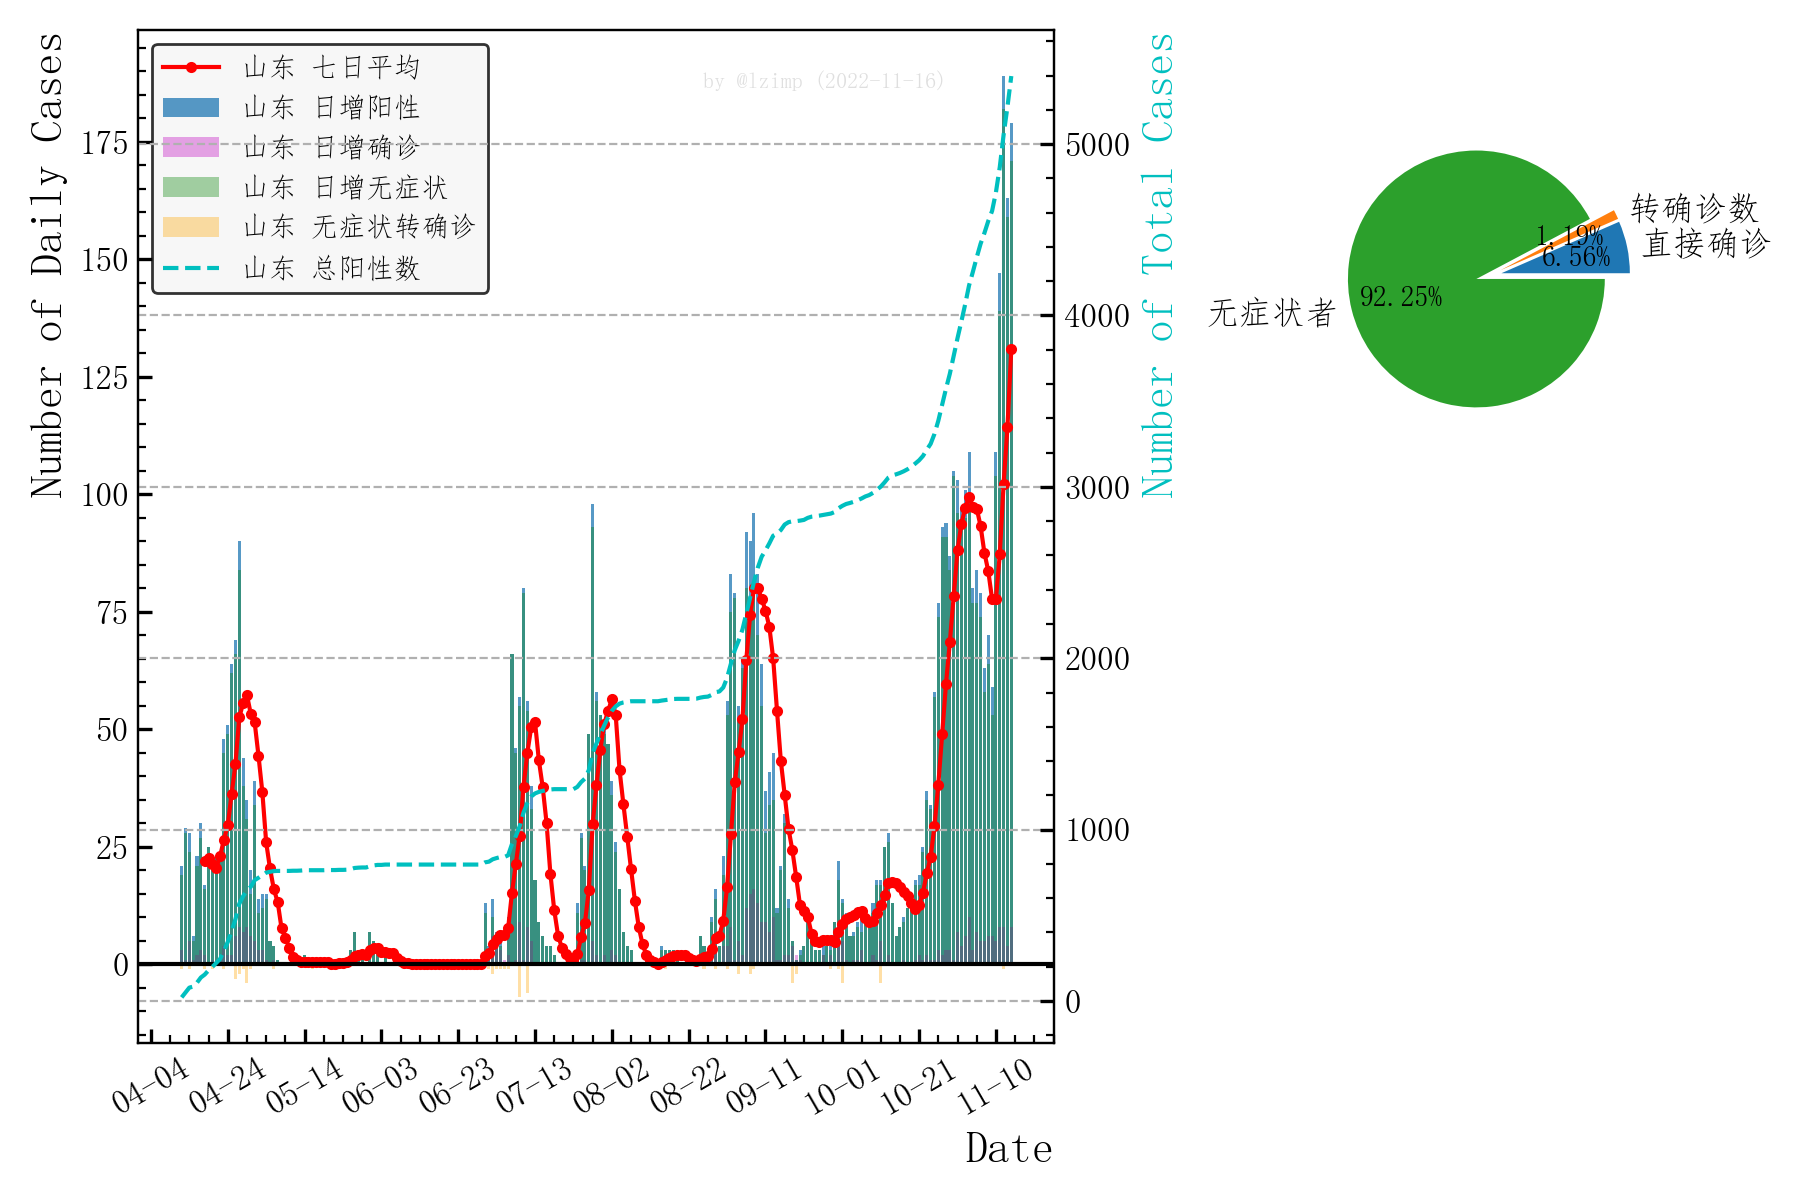 Number of Daily Cases
175
150
125
100
75
50
25
0
山东 七日平均
山东 日增阳性
山东 日增确诊
山东 日增无症状
山东 无症状转确诊
山东 总阳性数
by @lzimp (2022-11-16)
5000
4000
3000
2000
1000
0
Number of Total Cases
04-04
04-24
05-14
06-03
06-23
07-13
08-02
08-22
09-11
10-01
10-21
11-10
Date
转确诊数
1.19%
直接确诊
6.56%
92.25%
无症状者